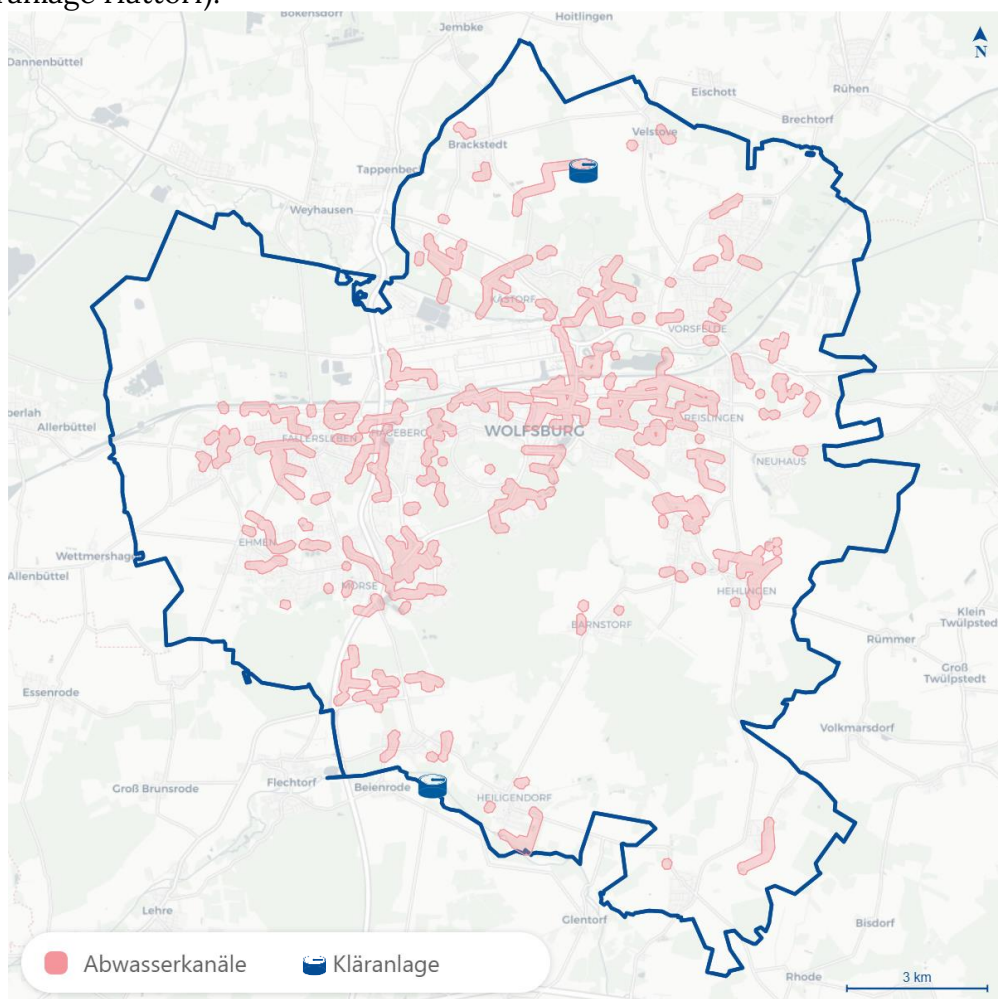 Bokensdorf
Hoitlingen
Jembke
Dannenbüttel
N
Eischott
Rühen
Brechtorf
Velstove
Brackstedt
Tappenbeck
Weyhausen
KÄSTORF
VORSFELDE
Allerbüttel
REISLINGEN
FALLERSLEBEN
WOLFSBURG
NEUHAUS
EHMEN
Wettmershage
Allenbüttel
MÖRSE
HEHLINGEN
BARNSTORF
Klein
Twülpsted
Rümmer
Groß
Twülpstedt
Essenrode
Volkmarsdorf
Flechtorf
Groß Brunsrode
Beienrode
HEILIGENDORF
Lehre
Glentorf
Bisdorf
Rhode
Abwasserkanäle
Kläranlage
3 km